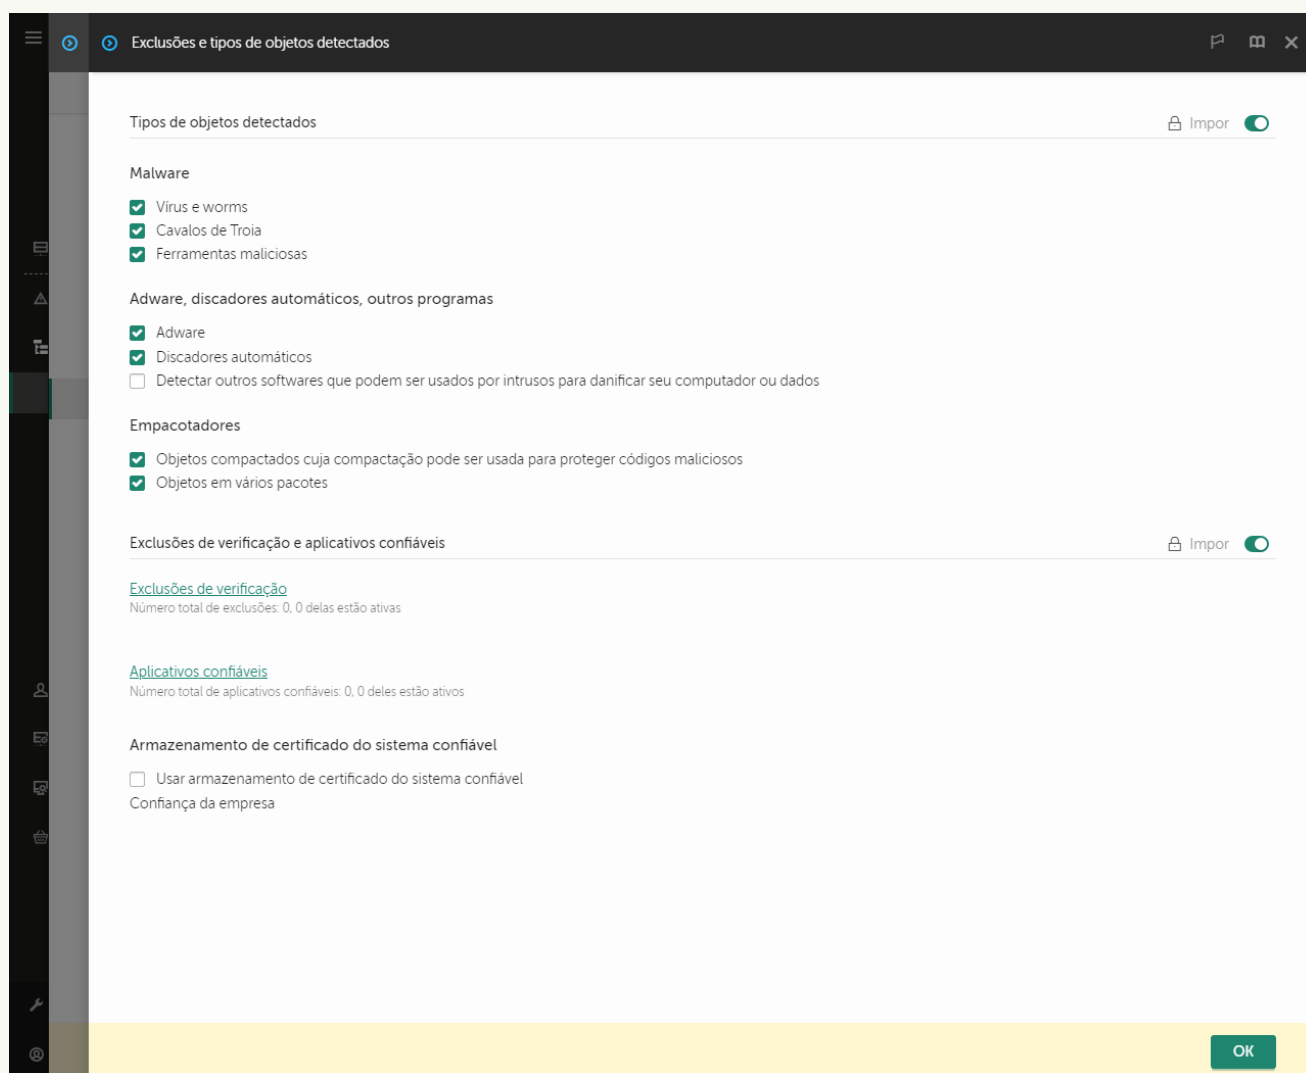 Exclusões e tipos de objetos detectados
Tipos de objetos detectados
Impor
Malware
Vírus e worms
Cavalos de Troia
Ferramentas maliciosas
Adware, discadores automáticos, outros programas
Adware
Discadores automáticos
Detectar outros softwares que podem ser usados por intrusos para danificar seu computador ou dados
Empacotadores
Objetos compactados cuja compactação pode ser usada para proteger códigos maliciosos
Objetos em vários pacotes
Exclusões de verificação e aplicativos confiáveis
Impor
Exclusões de verificação
Número total de exclusões: 0, 0 delas estão ativas
Aplicativos confiáveis
Número total de aplicativos confiáveis: 0, 0 deles estão ativos
Armazenamento de certificado do sistema confiável
Usar armazenamento de certificado do sistema confiável
Confiança da empresa
OK